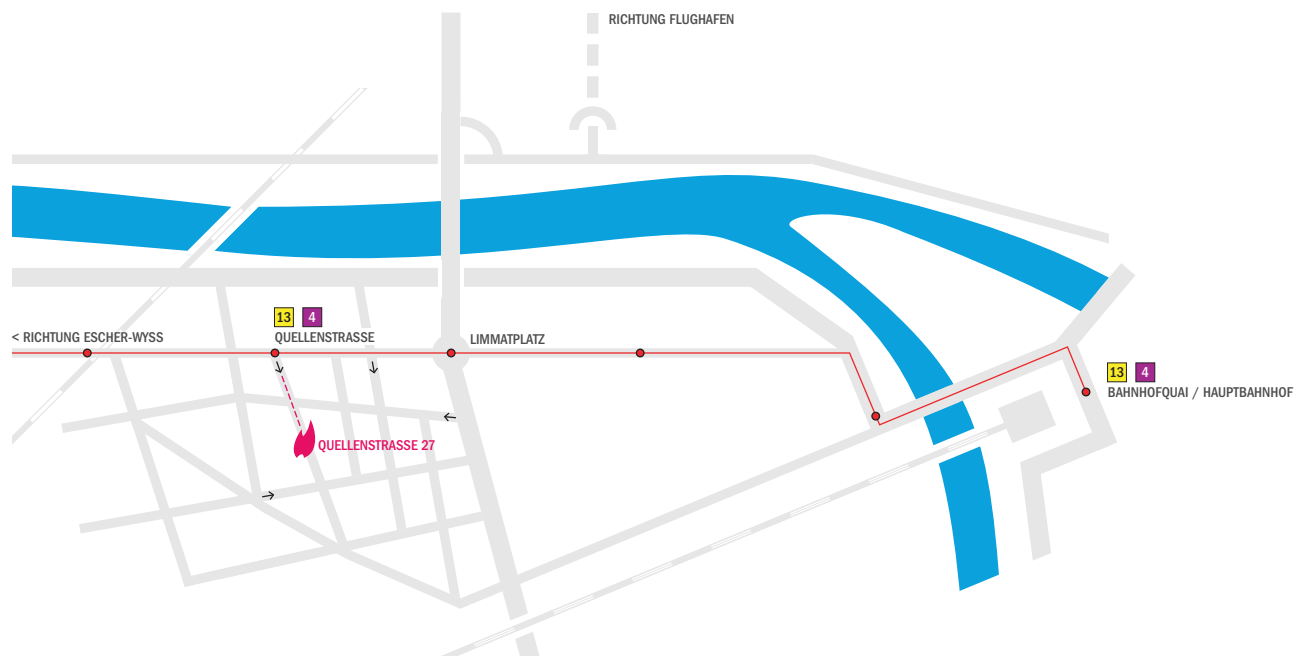 RICHTUNG FLUGHAFEN
13 4
< RICHTUNG ESCHER-WYSS
QUELLENSTRASSE
LIMMATPLATZ
13 4
BAHNHOFQUAI / HAUPTBAHNHOF
QUELLENSTRASSE 27